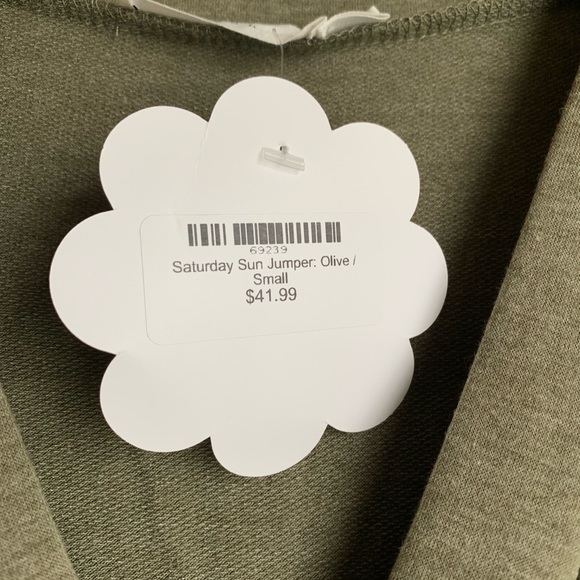 69239
Saturday Sun Jumper: Olive /
Small
$41.99